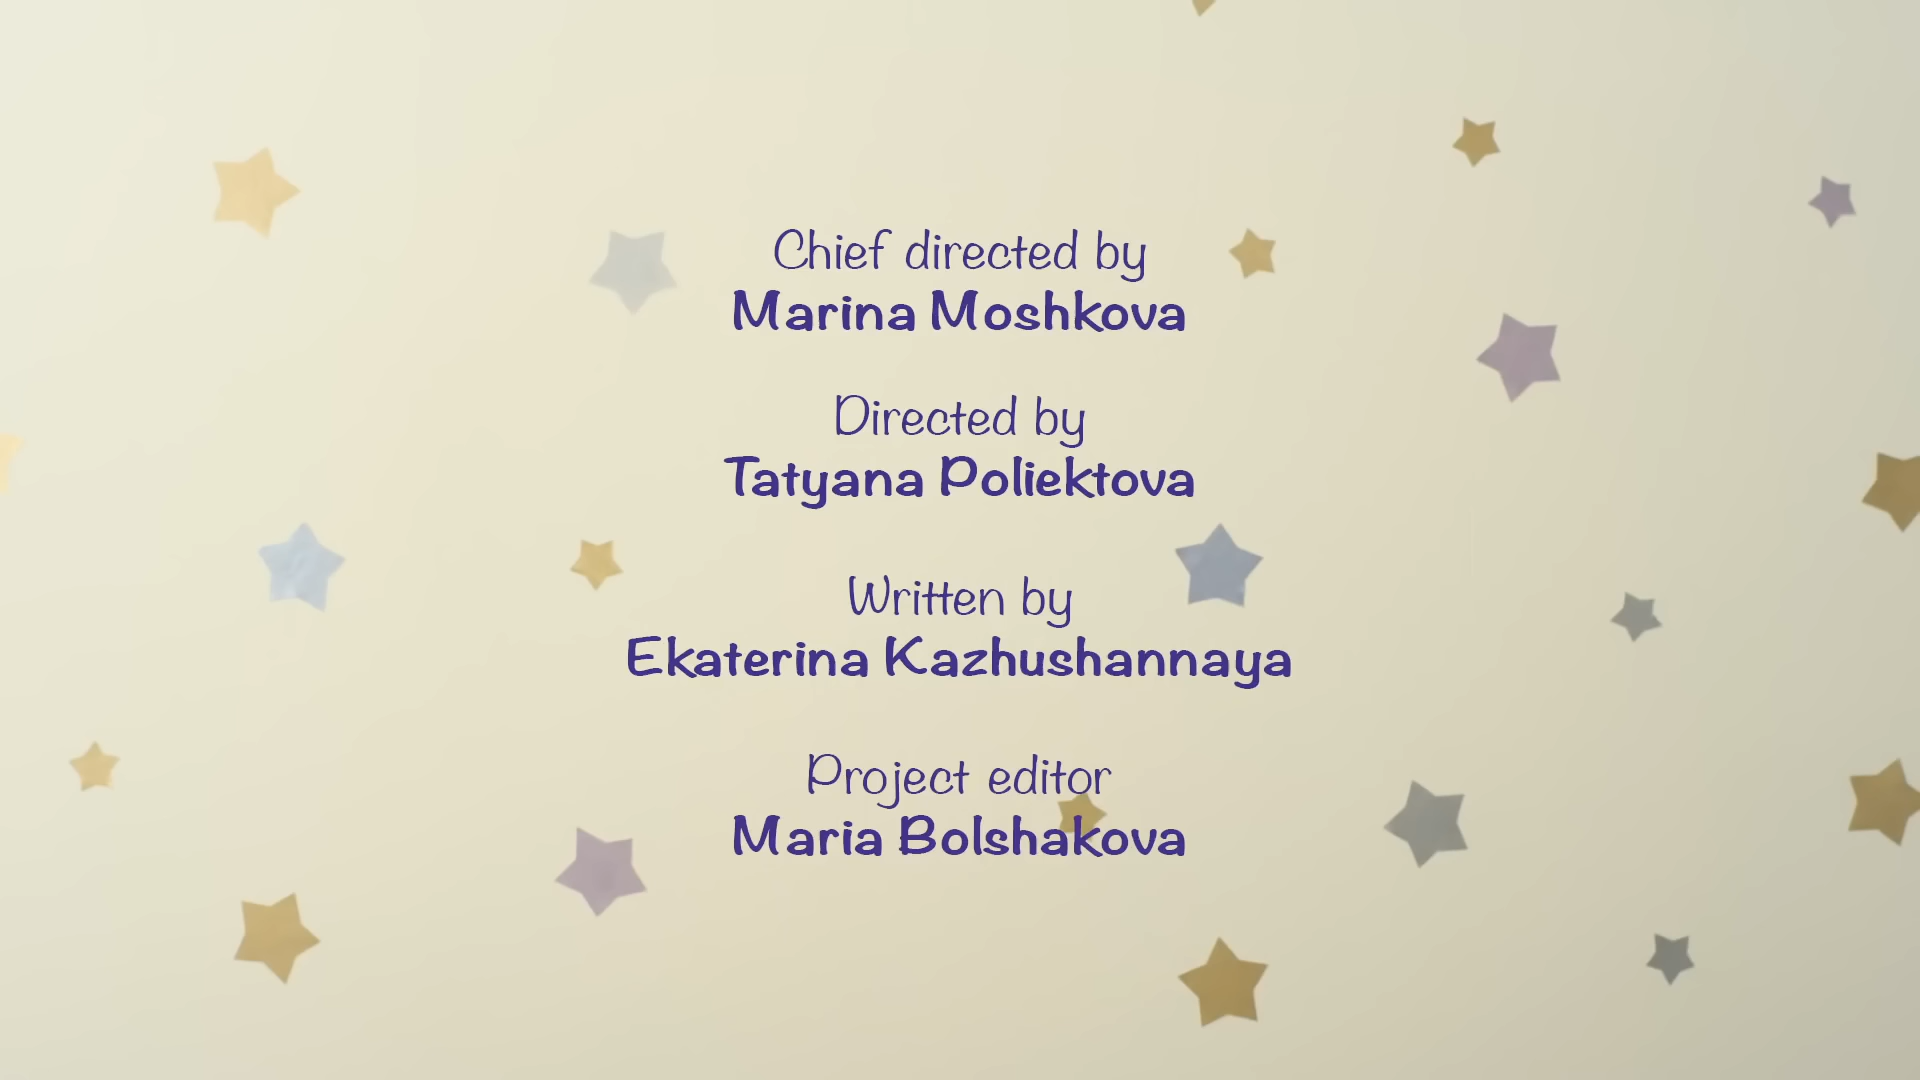 Chief directed by
Marina Moshkova
Directed by
Tatyana Poliektova
Written by
Ekaterina Kazhushannaya
Project editor
Maria Bolshakova